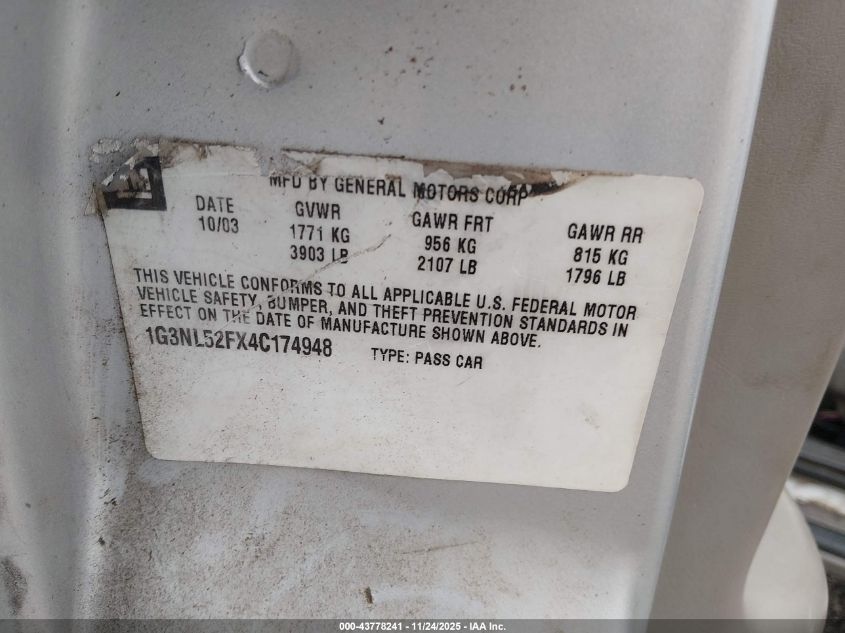 MFD BY GENERAL MOTORS CORP
DATE GVWR GAWR FRT GAWR RR
10/03 1771 KG 956 KG 815 KG
3903 LB 2107 LB 1796 LB
THIS VEHICLE CONFORMS TO ALL APPLICABLE U.S. FEDERAL MOTOR
VEHICLE SAFETY, BUMPER, AND THEFT PREVENTION STANDARDS IN
EFFECT ON THE DATE OF MANUFACTURE SHOWN ABOVE.
1G3NL52FX4C174948 TYPE: PASS CAR
000-43778241 - 11/24/2025 - IAA Inc.